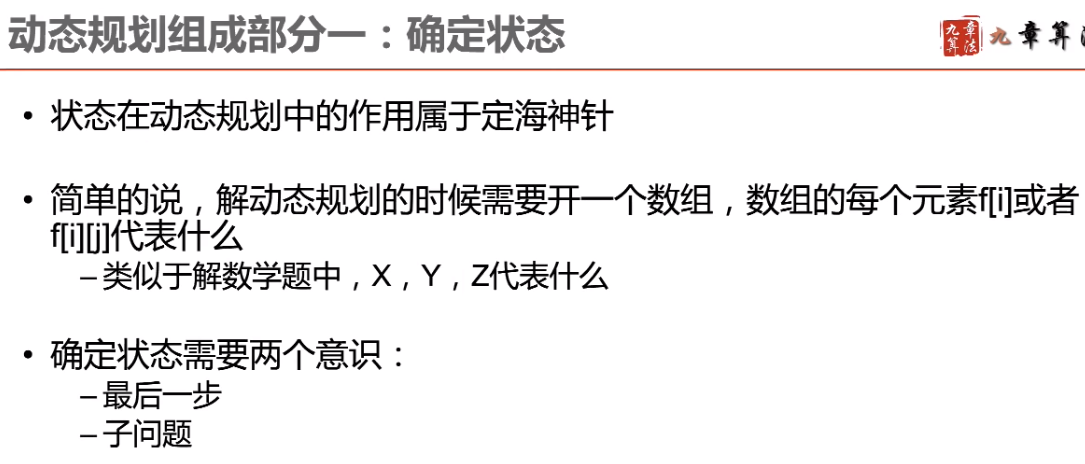 动态规划组成部分一：确定状态
九章算法
九章算
• 状态在动态规划中的作用属于定海神针
• 简单的说，解动态规划的时候需要开一个数组，数组的每个元素f[i]或者
f[i][j]代表什么
– 类似于解数学题中，X，Y，Z代表什么
• 确定状态需要两个意识：
– 最后一步
– 子问题